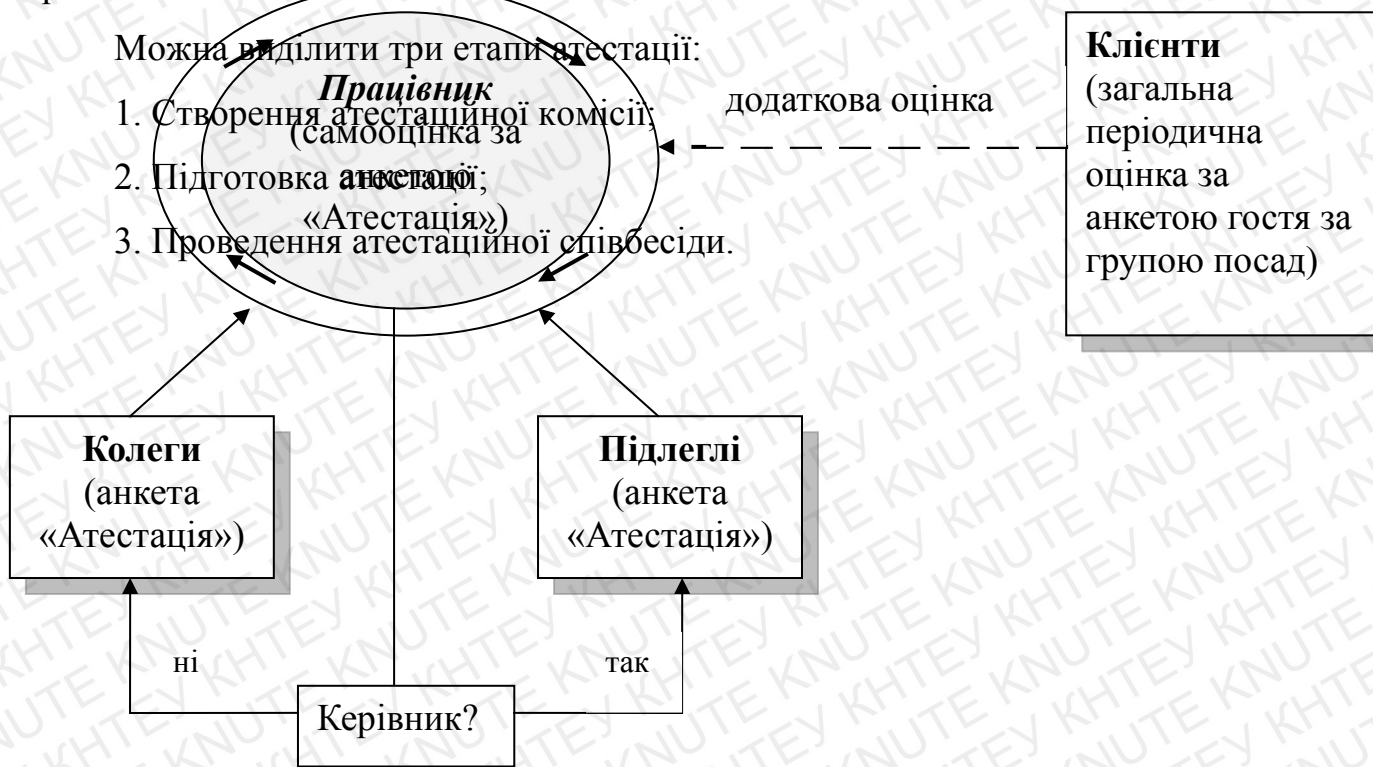 Можна виділити три етапи атестації:
1. Створення атестаційної комісії;
2. Підготовка атестації;
3. Проведення атестаційної співбесіди.
Працівник
(самооцінка за
анкетою
«Атестація»)
додаткова оцінка
Клієнти
(загальна
періодична
оцінка за
анкетою гостя за
групою посад)
Колеги
(анкета
«Атестація»)
Підлеглі
(анкета
«Атестація»)
ні
так
Керівник?